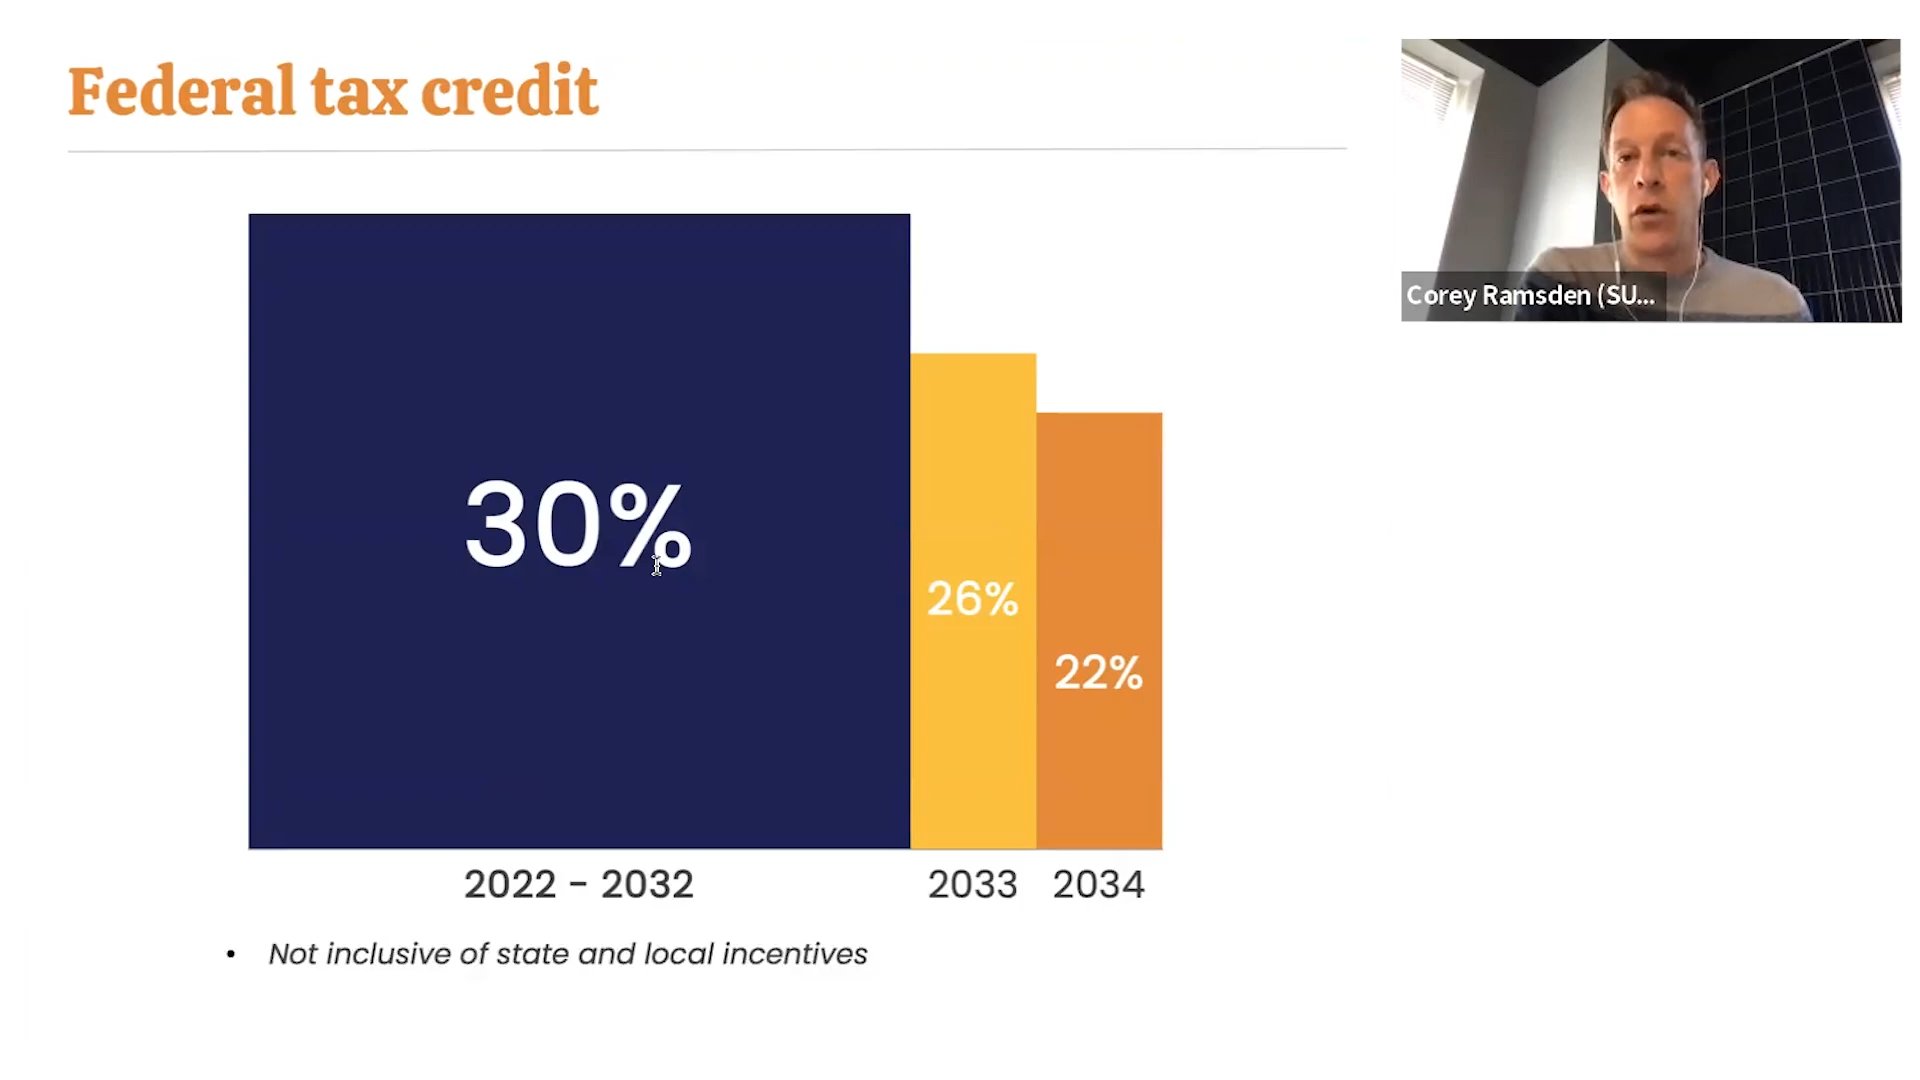 Federal tax credit
Corey Ramsden (SU...
30%
26%
22%
2022 - 2032
2033
2034
• Not inclusive of state and local incentives